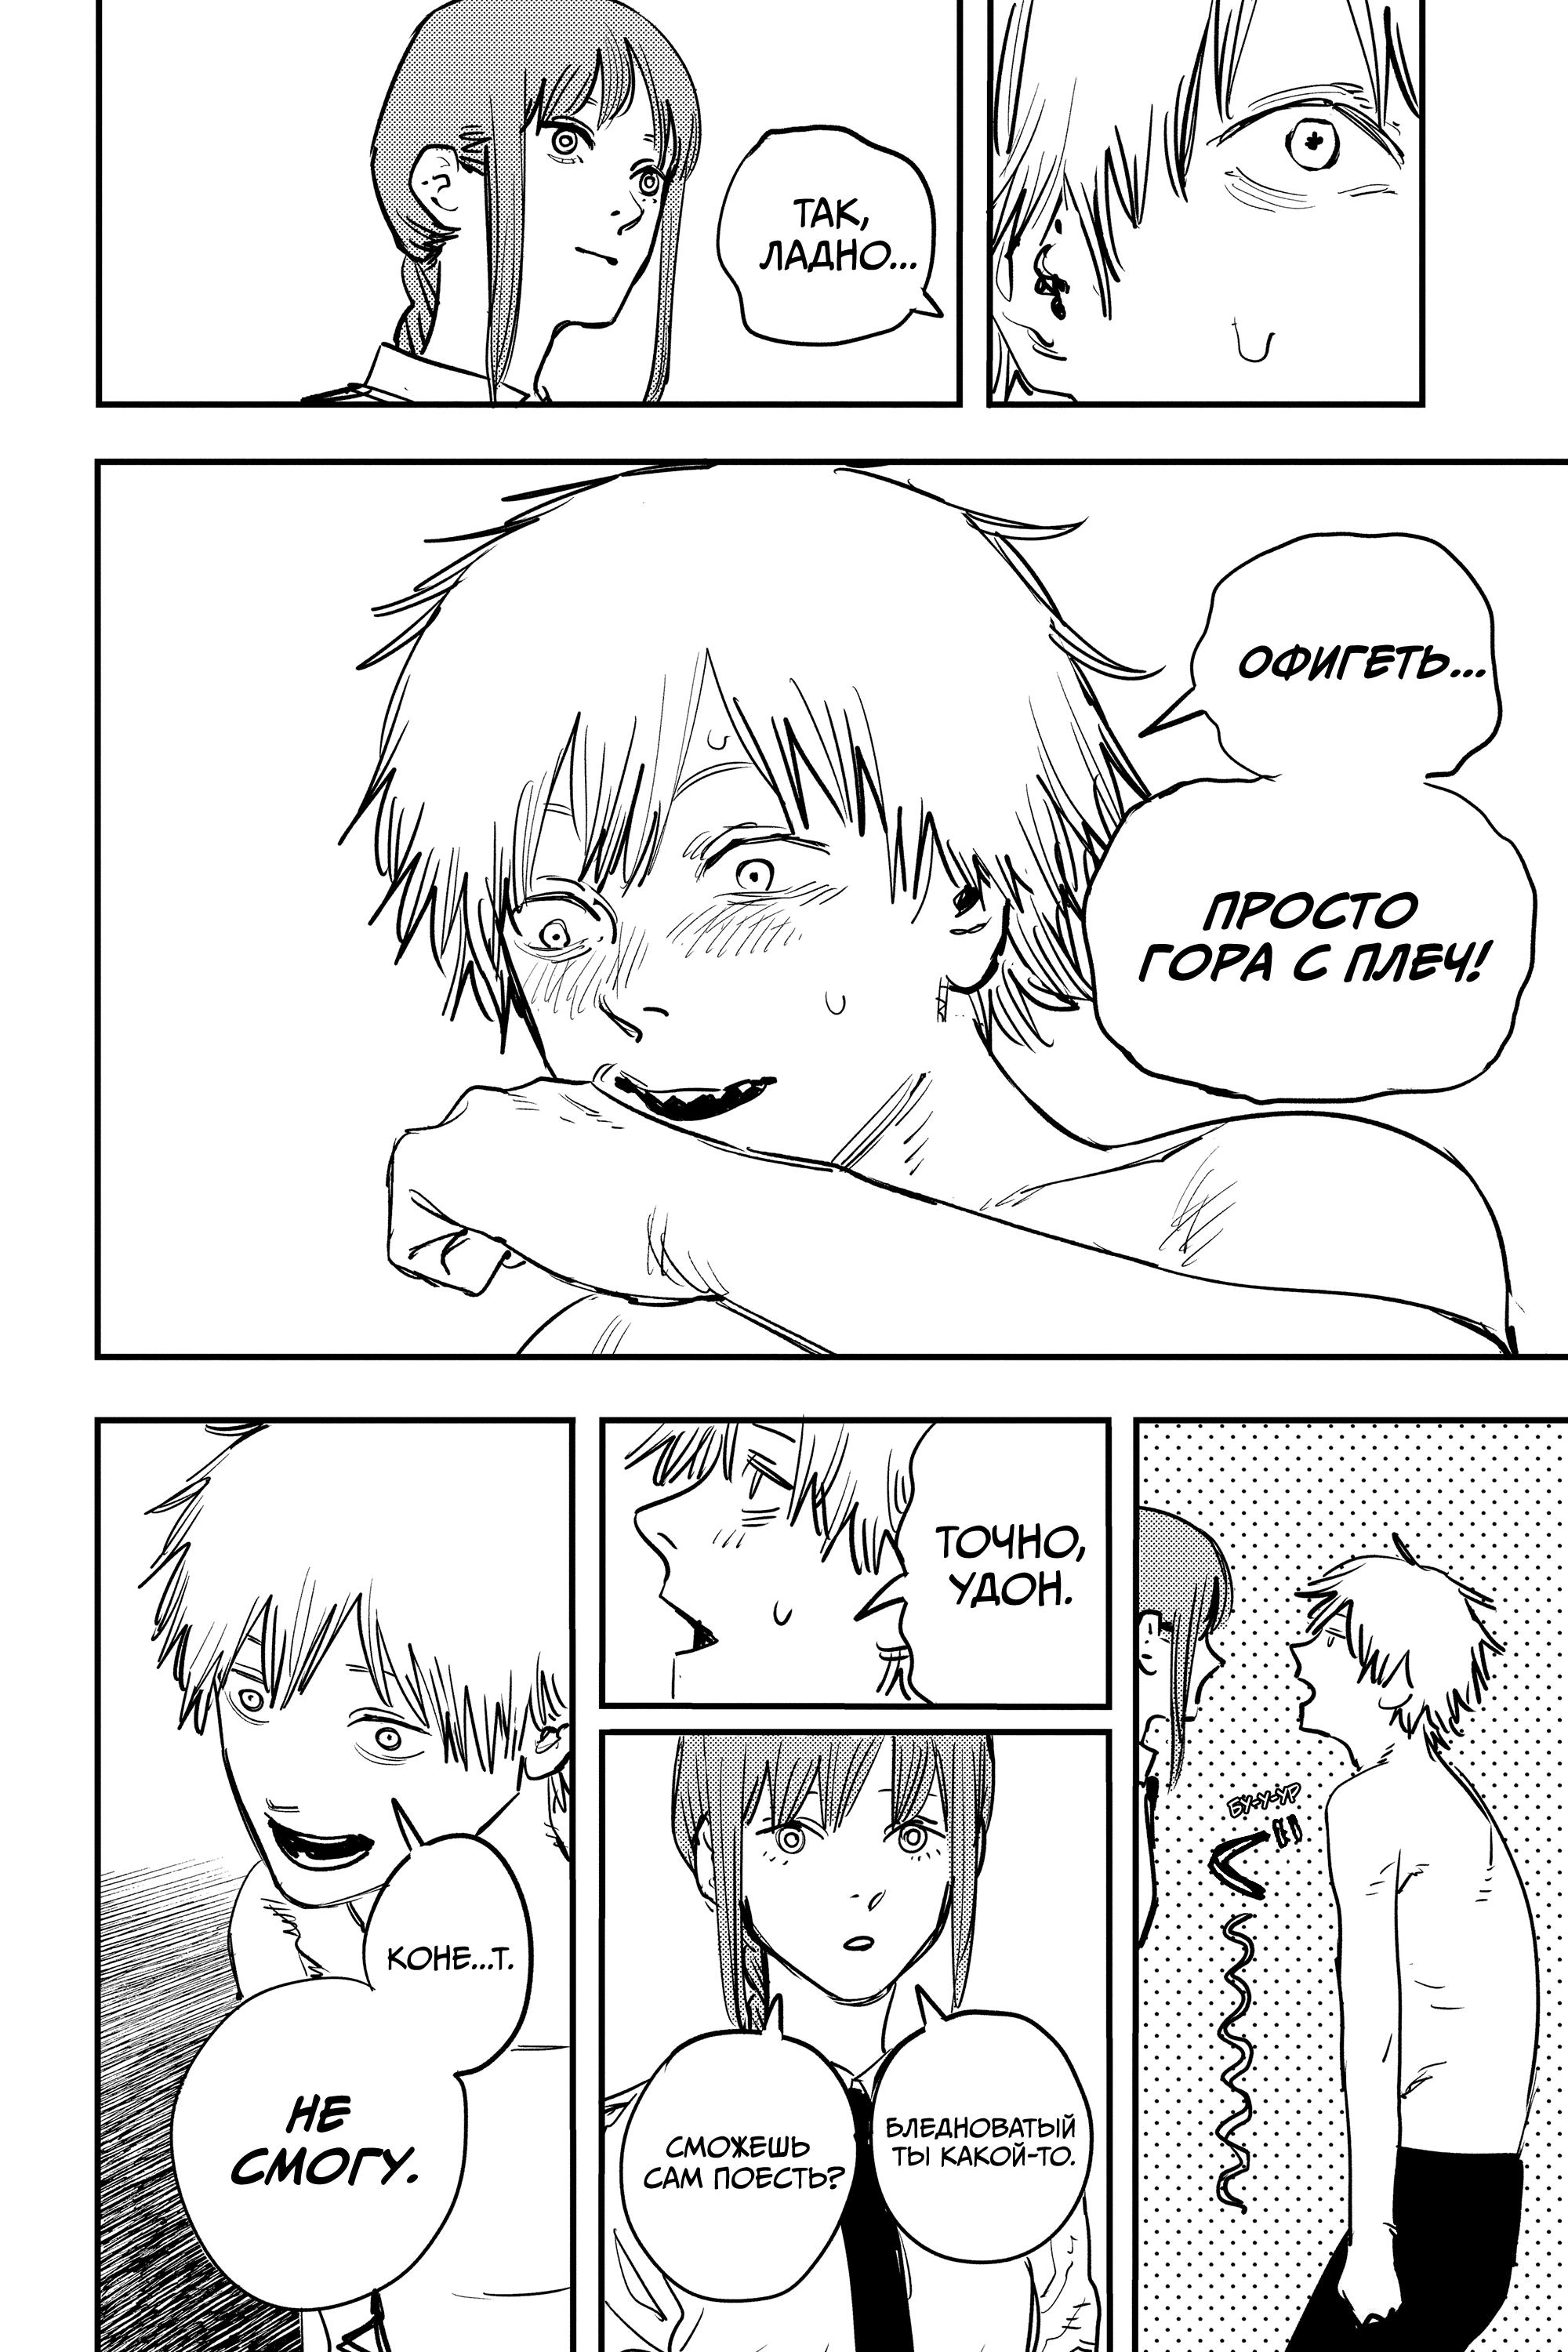 ТАК,
ЛАДНО...
ОФИГЕТЬ...
ПРОСТО
ГОРА С ПЛЕЧ!
БУ-У-УР
ТОЧНО,
УДОН.
БЛЕДНОВАТЫЙ
ТЫ КАКОЙ-ТО.
СМОЖЕШЬ
САМ ПОЕСТЬ?
КОНЕ...Т.
НЕ
СМОГУ.